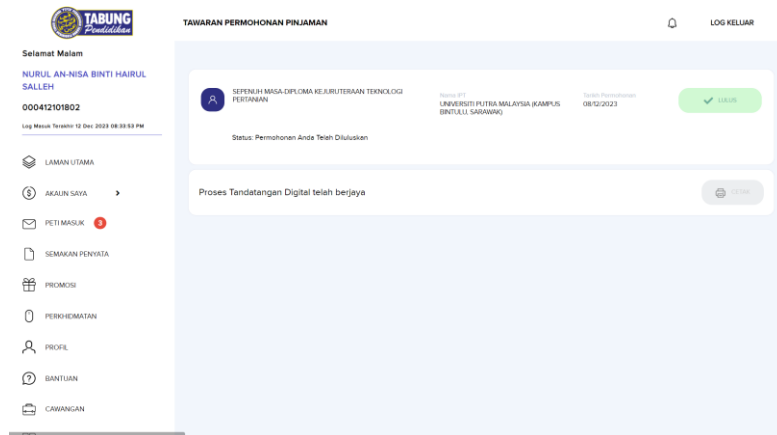 TABUNG
Pendidikan
TAWARAN PERMOHONAN PINJAMAN
LOG KELUAR
Selamat Malam
NURUL AN-NISA BINTI HAIRUL
SALLEH
000412101802
Log Masuk Terakhir 12 Dec 2023 08:33:53 PM
LAMAN UTAMA
AKAUN SAYA
PETI MASUK 3
SEMAKAN PENYATA
PROMOSI
PERKHIDMATAN
PROFIL
BANTUAN
CAWANGAN
SEPENUH MASA-DIPLOMA KEJURUTERAAN TEKNOLOGI
PERTANIAN
Nama IPT
UNIVERSITI PUTRA MALAYSIA (KAMPUS
BINTULU, SARAWAK)
Tarikh Permohonan
08/12/2023
LULUS
Status: Permohonan Anda Telah Diluluskan
Proses Tandatangan Digital telah berjaya
CETAK